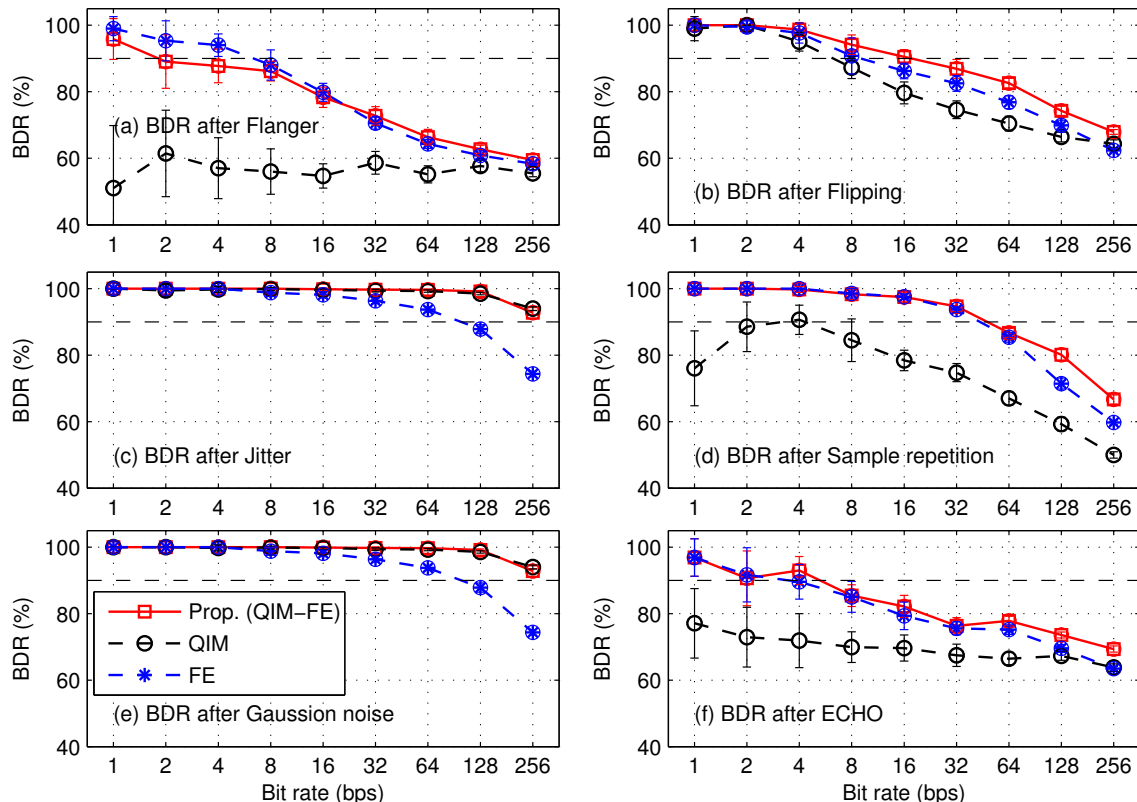 100
80
60
40
BDR (%)
(a) BDR after Flanger
1 2 4 8 16 32 64 128 256
100
80
60
40
BDR (%)
(b) BDR after Flipping
1 2 4 8 16 32 64 128 256
100
80
60
40
BDR (%)
(c) BDR after Jitter
1 2 4 8 16 32 64 128 256
100
80
60
40
BDR (%)
(d) BDR after Sample repetition
1 2 4 8 16 32 64 128 256
100
80
60
40
BDR (%)
Prop. (QIM−FE)
QIM
FE
(e) BDR after Gaussion noise
1 2 4 8 16 32 64 128 256
Bit rate (bps)
100
80
60
40
BDR (%)
(f) BDR after ECHO
1 2 4 8 16 32 64 128 256
Bit rate (bps)